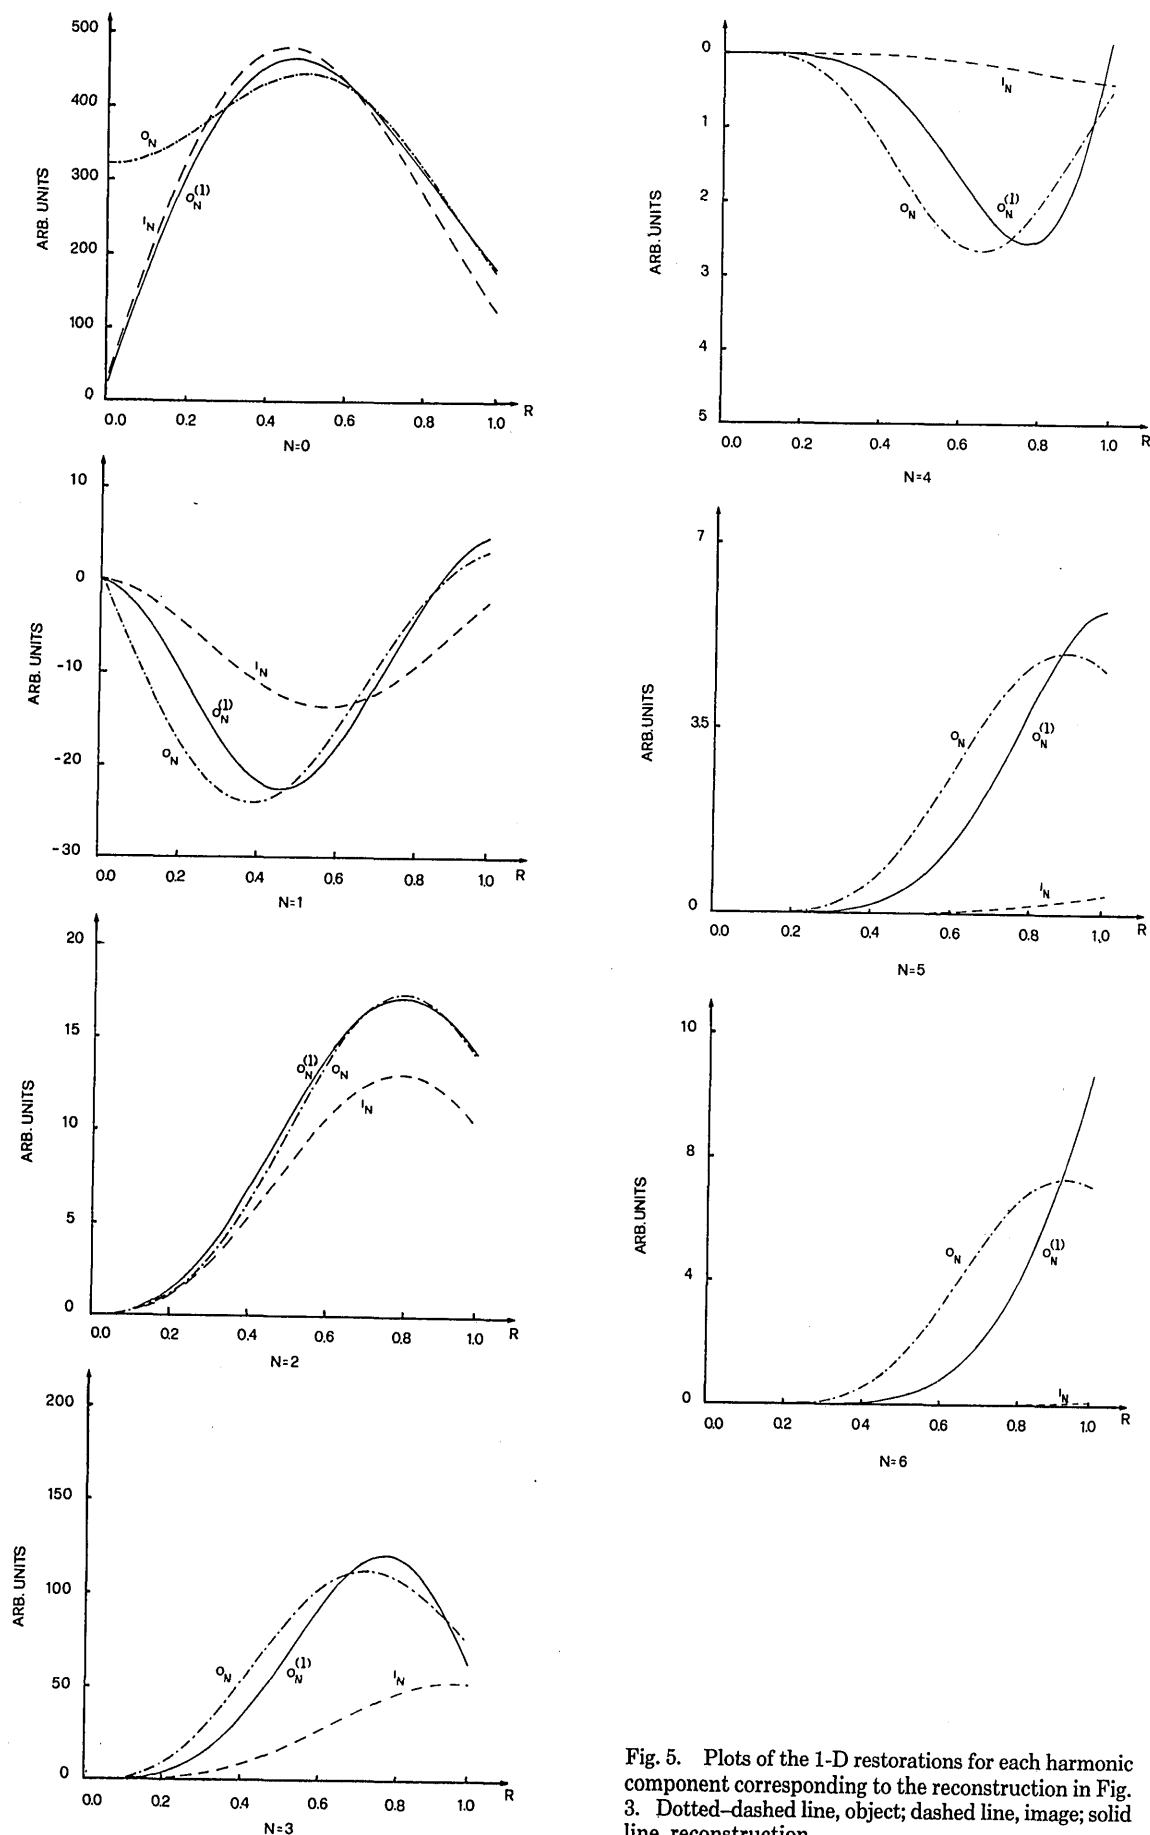 500
400
300
200
100
0
ARB. UNITS
O_N
I_N
O_N^(1)
0.0 0.2 0.4 0.6 0.8 1.0 R
N=0
10
0
-10
-20
-30
ARB. UNITS
I_N
O_N^(1)
O_N
0.0 0.2 0.4 0.6 0.8 1.0 R
N=1
20
15
10
5
0
ARB. UNITS
O_N^(1) O_N
I_N
0.0 0.2 0.4 0.6 0.8 1.0 R
N=2
200
150
100
50
0
ARB. UNITS
O_N
O_N^(1)
I_N
0.0 0.2 0.4 0.6 0.8 1.0 R
N=3
0
1
2
3
4
5
ARB. UNITS
I_N
O_N
O_N^(1)
0.0 0.2 0.4 0.6 0.8 1.0 R
N=4
7
3.5
0
ARB. UNITS
O_N
O_N^(1)
I_N
0.0 0.2 0.4 0.6 0.8 1.0 R
N=5
10
8
4
0
ARB. UNITS
O_N
O_N^(1)
I_N
0.0 0.2 0.4 0.6 0.8 1.0 R
N=6
Fig. 5. Plots of the 1-D restorations for each harmonic
component corresponding to the reconstruction in Fig.
3. Dotted–dashed line, object; dashed line, image; solid
line, reconstruction